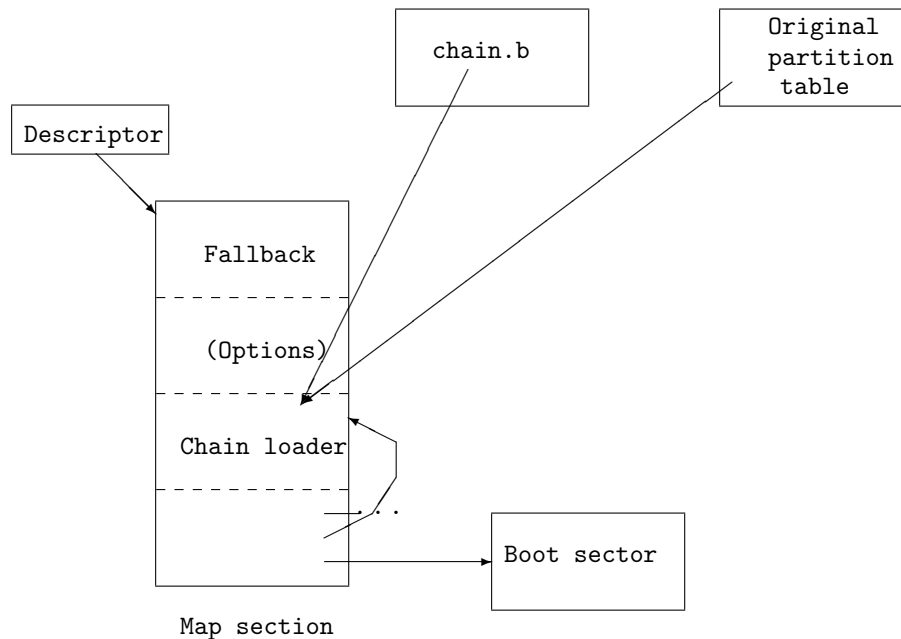 chain.b
Original
partition
table
Descriptor
Fallback
(Options)
Chain loader
...
Boot sector
Map section